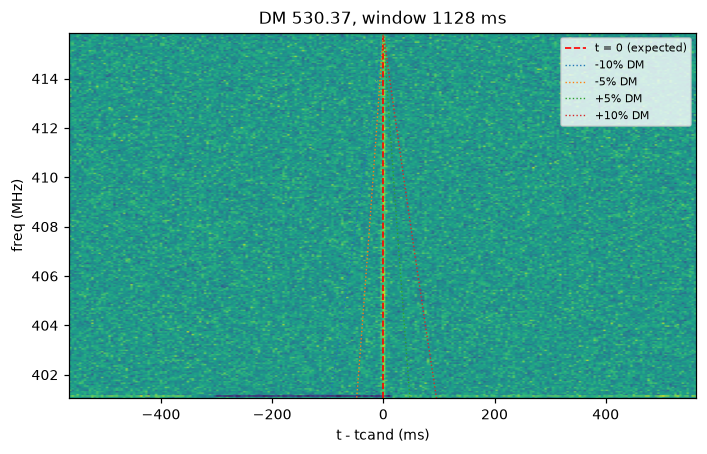 DM 530.37, window 1128 ms
t = 0 (expected)
-10% DM
-5% DM
+5% DM
+10% DM
freq (MHz)
414
412
410
408
406
404
402
−400
−200
0
200
400
t - tcand (ms)